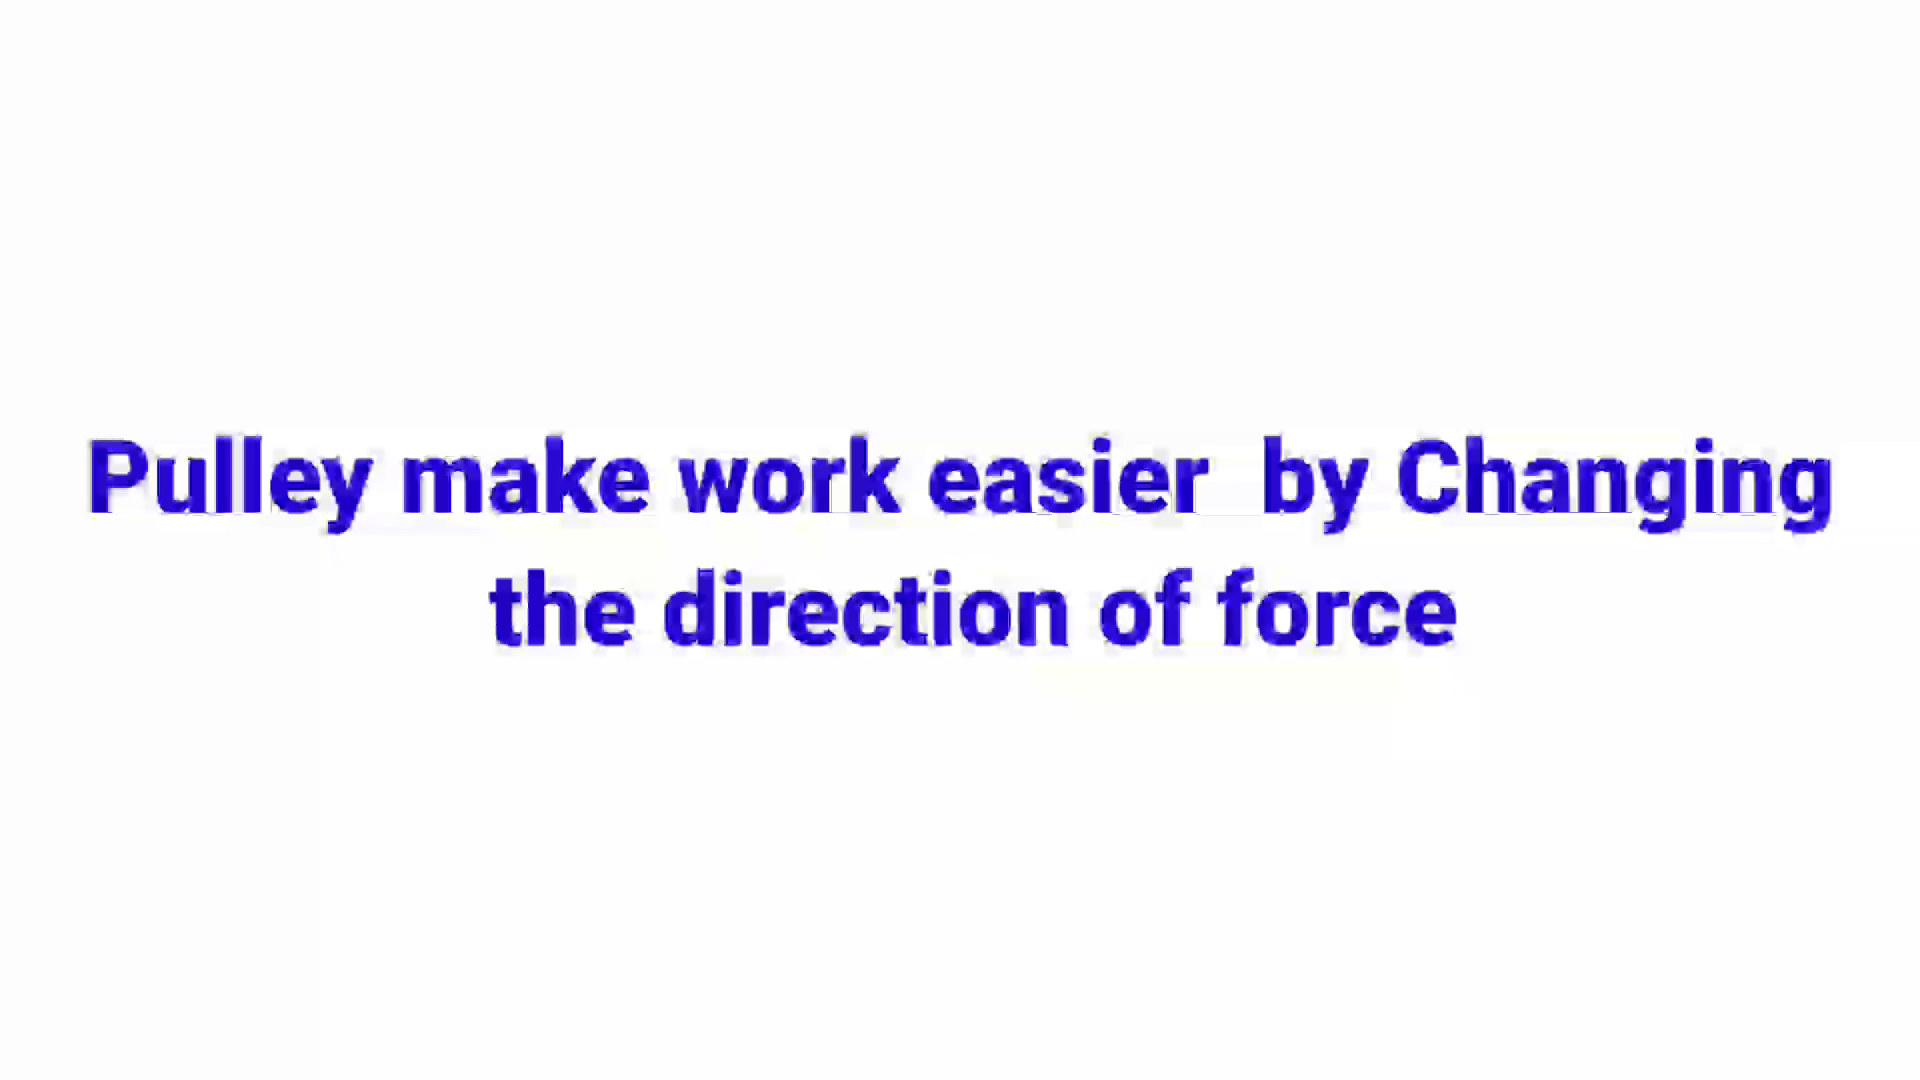 Pulley make work easier  by Changing
the direction of force